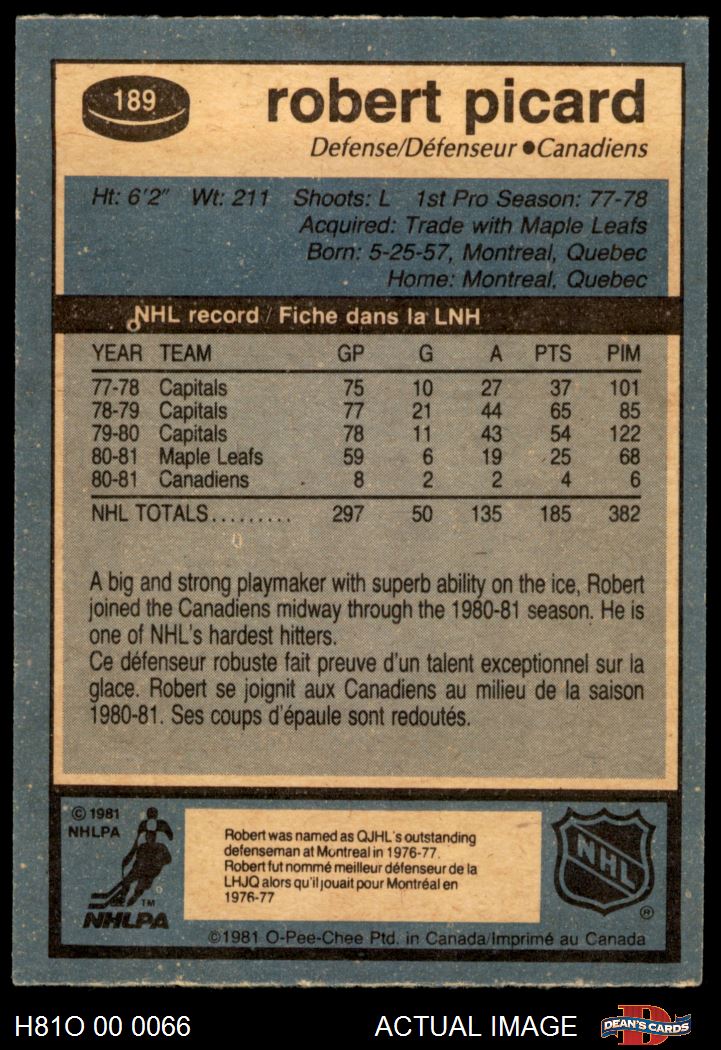 189
robert picard
Defense/Défenseur ●Canadiens
Ht: 6'2" Wt: 211 Shoots: L 1st Pro Season: 77-78
Acquired: Trade with Maple Leafs
Born: 5-25-57, Montreal, Quebec
Home: Montreal, Quebec
NHL record / Fiche dans la LNH
YEAR TEAM GP G A PTS PIM
77-78 Capitals 75 10 27 37 101
78-79 Capitals 77 21 44 65 85
79-80 Capitals 78 11 43 54 122
80-81 Maple Leafs 59 6 19 25 68
80-81 Canadiens 8 2 2 4 6
NHL TOTALS......... 297 50 135 185 382
A big and strong playmaker with superb ability on the ice, Robert
joined the Canadiens midway through the 1980-81 season. He is
one of NHL's hardest hitters.
Ce défenseur robuste fait preuve d'un talent exceptionnel sur la
glace. Robert se joignit aux Canadiens au milieu de la saison
1980-81. Ses coups d'épaule sont redoutés.
© 1981
NHLPA
TM
NHLPA
Robert was named as QJHL's outstanding
defenseman at Montreal in 1976-77.
Robert fut nommé meilleur défenseur de la
LHJQ alors qu'il jouait pour Montréal en
1976-77
NHL
®
©1981 O-Pee-Chee Ptd. in Canada/Imprimé au Canada
H81O 00 0066
ACTUAL IMAGE
D
DEAN'S CARDS